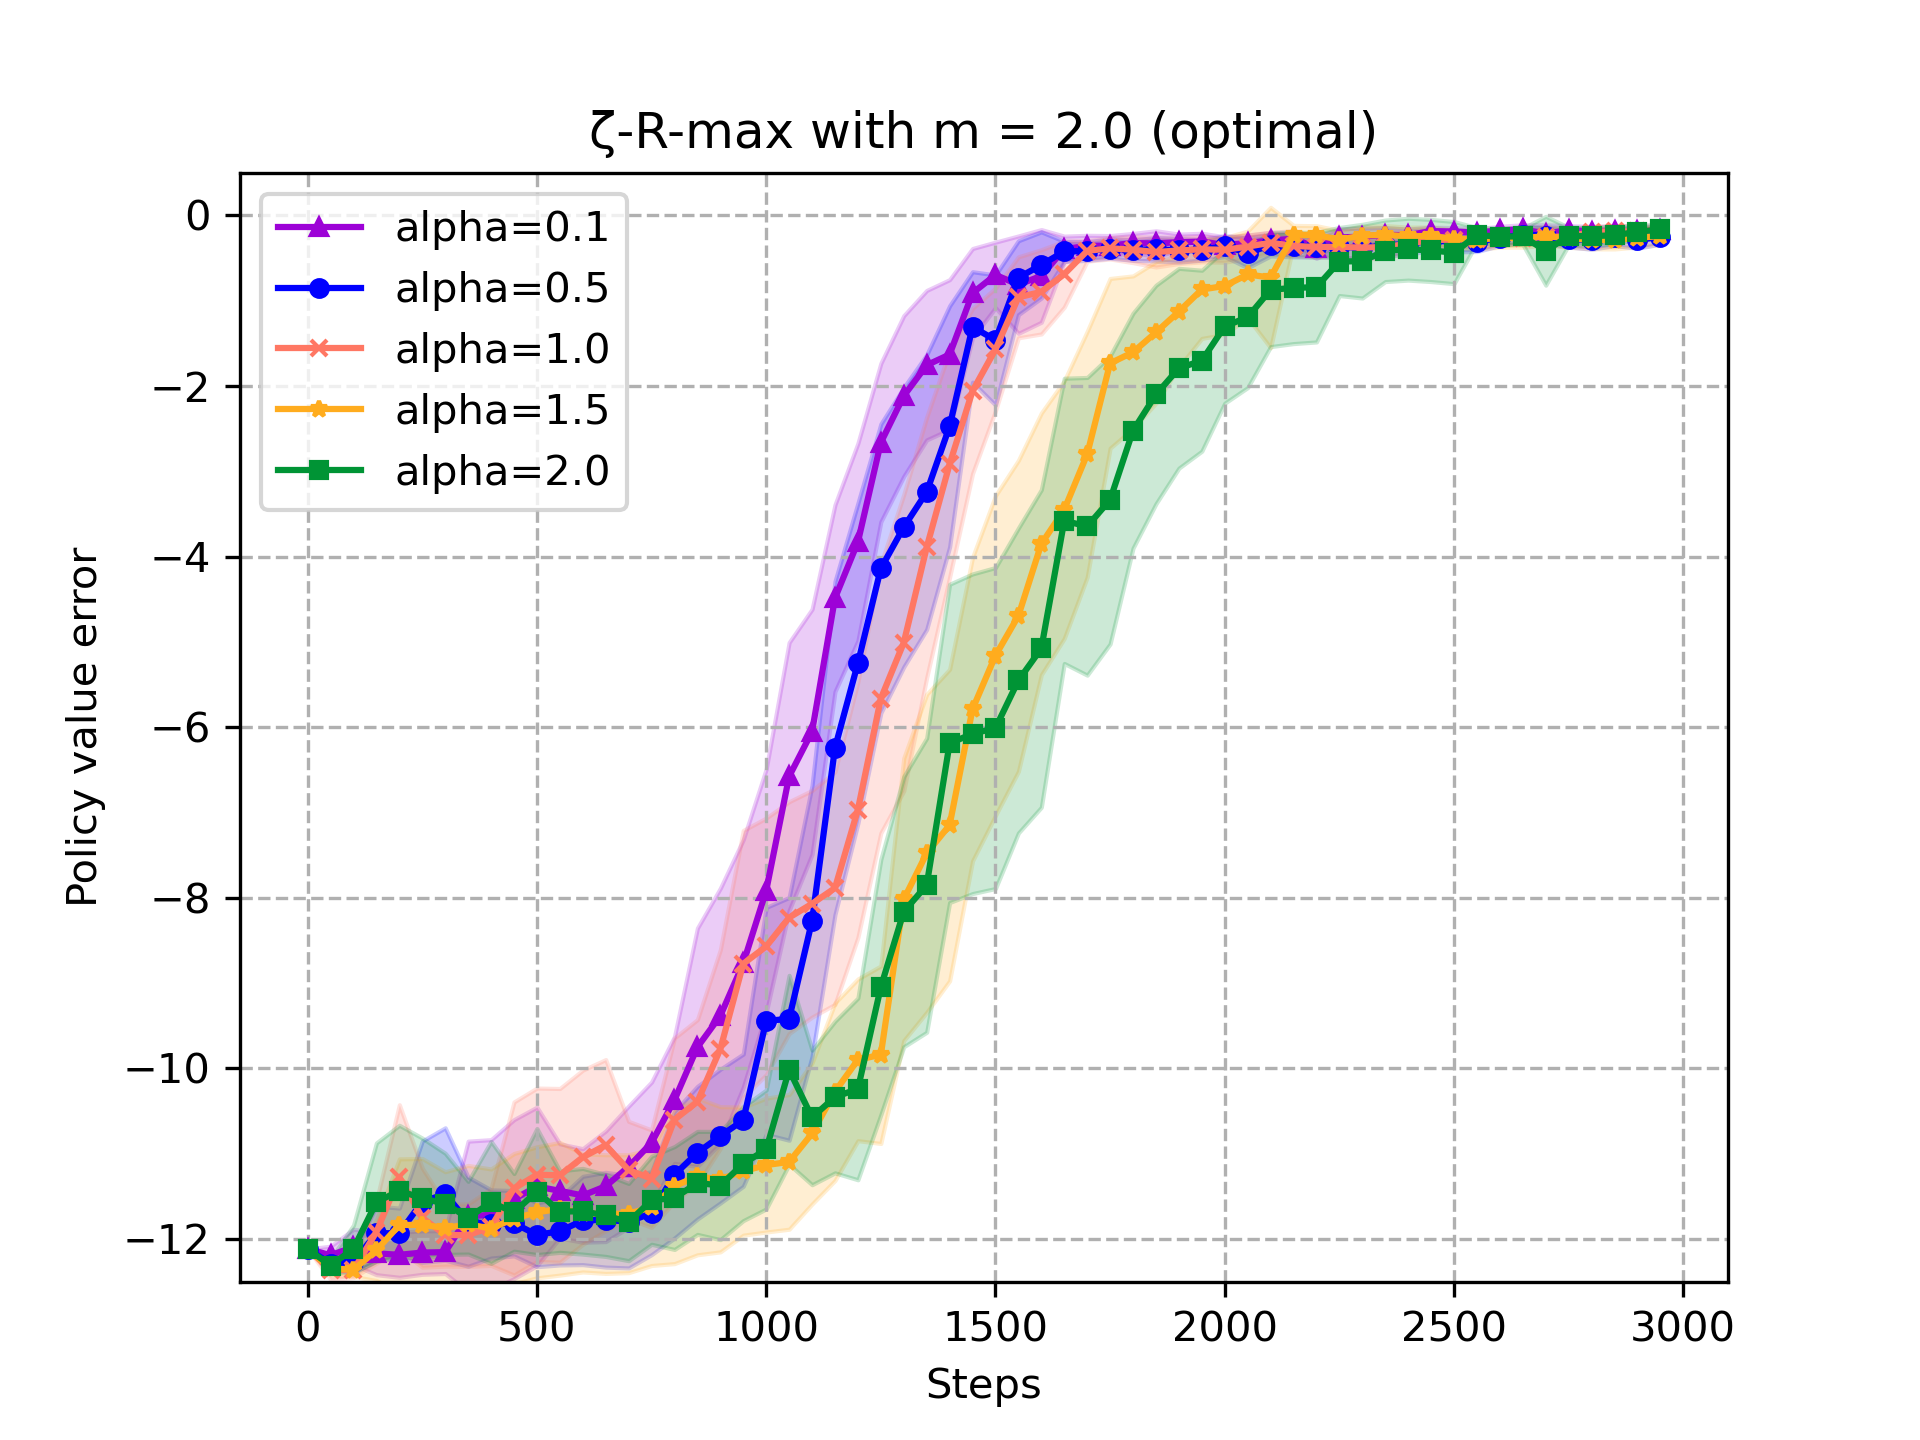 ζ-R-max with m = 2.0 (optimal)
alpha=0.1
alpha=0.5
alpha=1.0
alpha=1.5
alpha=2.0
Policy value error
0
−2
−4
−6
−8
−10
−12
0 500 1000 1500 2000 2500 3000
Steps